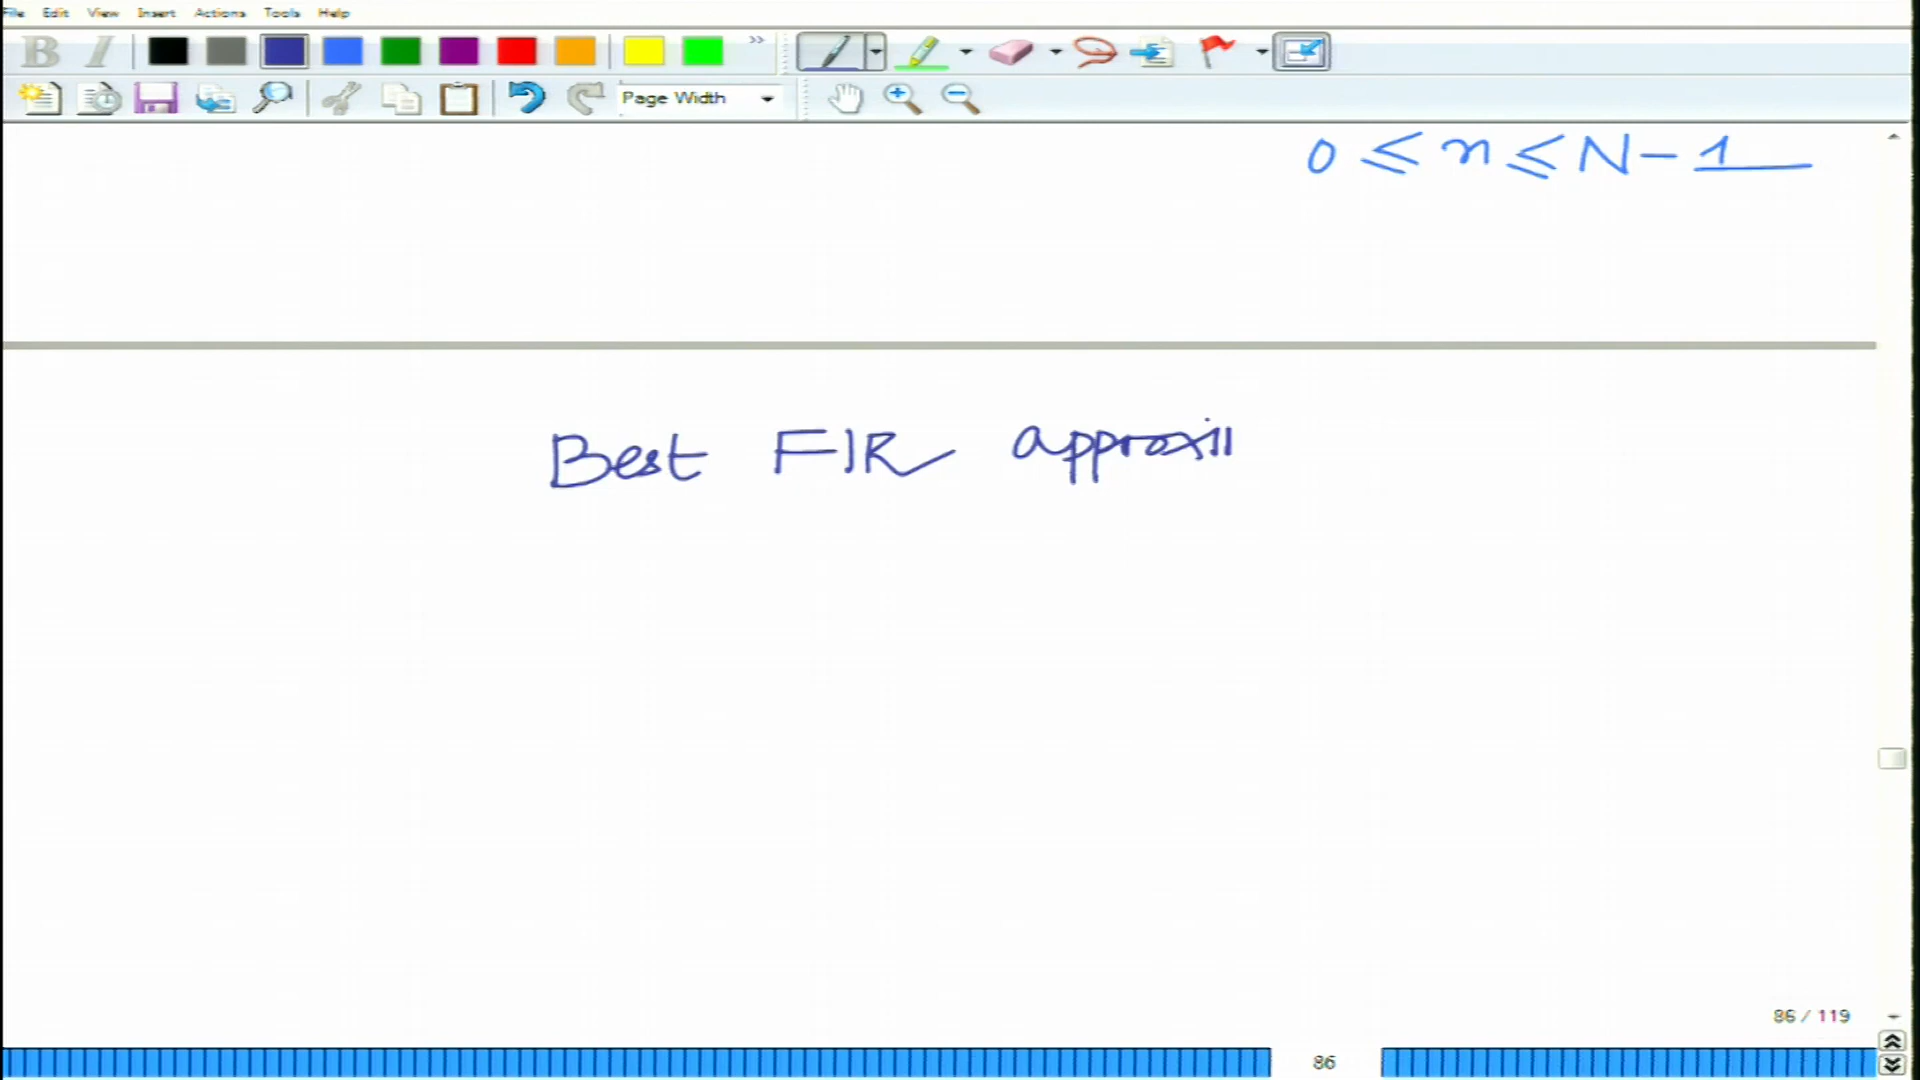 File Edit View Insert Actions Tools Help
B I
Page Width
0 ≤ n ≤ N - 1
Best FIR approxi
86 / 119
86